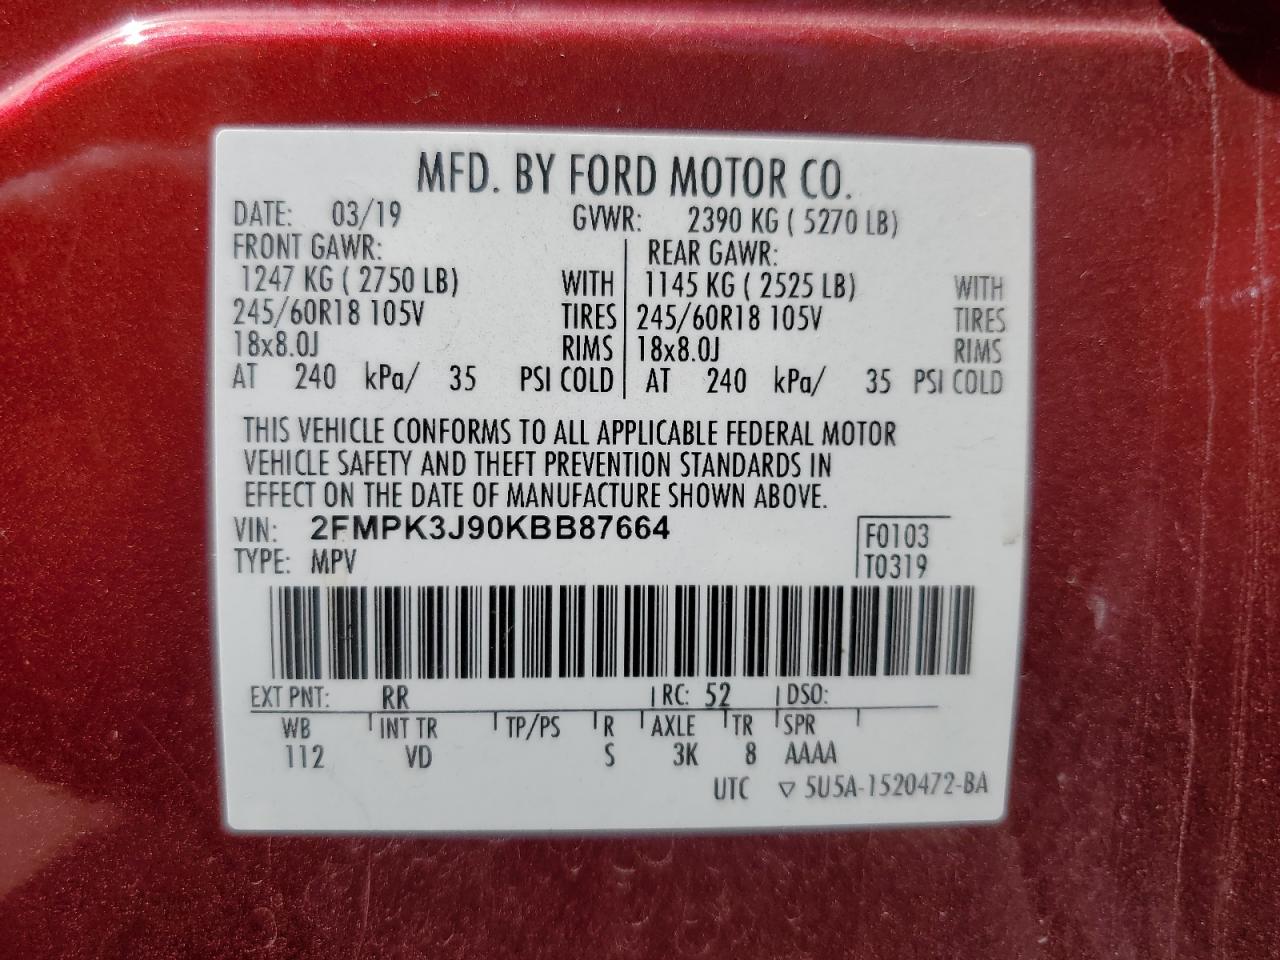 MFD. BY FORD MOTOR CO.
DATE: 03/19 GVWR: 2390 KG ( 5270 LB)
FRONT GAWR: REAR GAWR:
1247 KG ( 2750 LB) WITH 1145 KG ( 2525 LB) WITH
245/60R18 105V TIRES 245/60R18 105V TIRES
18x8.0J RIMS 18x8.0J RIMS
AT 240 kPa/ 35 PSI COLD AT 240 kPa/ 35 PSI COLD
THIS VEHICLE CONFORMS TO ALL APPLICABLE FEDERAL MOTOR
VEHICLE SAFETY AND THEFT PREVENTION STANDARDS IN
EFFECT ON THE DATE OF MANUFACTURE SHOWN ABOVE.
VIN: 2FMPK3J90KBB87664 F0103
TYPE: MPV T0319
EXT PNT: RR RC: 52 DSO:
WB INT TR TP/PS R AXLE TR SPR
112 VD S 3K 8 AAAA
UTC ▽ 5U5A-1520472-BA